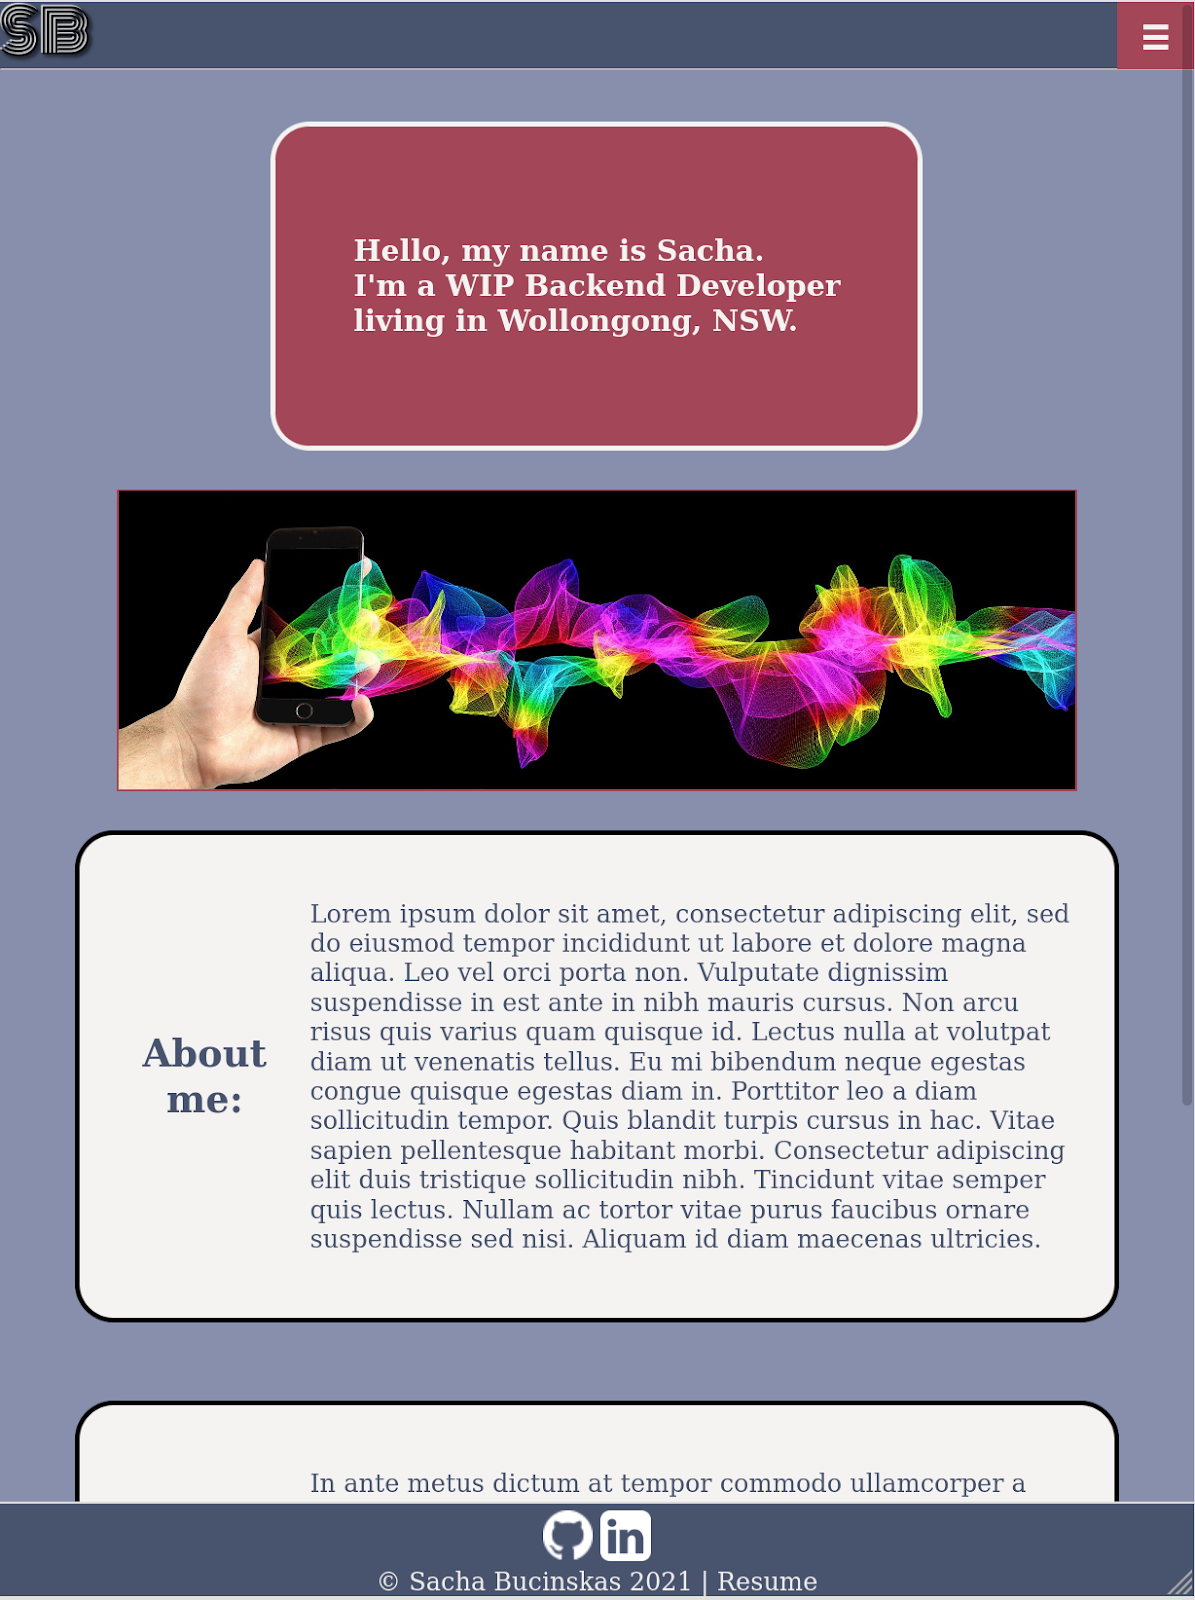 SB
☰
Hello, my name is Sacha.
I'm a WIP Backend Developer
living in Wollongong, NSW.
About
me:
Lorem ipsum dolor sit amet, consectetur adipiscing elit, sed
do eiusmod tempor incididunt ut labore et dolore magna
aliqua. Leo vel orci porta non. Vulputate dignissim
suspendisse in est ante in nibh mauris cursus. Non arcu
risus quis varius quam quisque id. Lectus nulla at volutpat
diam ut venenatis tellus. Eu mi bibendum neque egestas
congue quisque egestas diam in. Porttitor leo a diam
sollicitudin tempor. Quis blandit turpis cursus in hac. Vitae
sapien pellentesque habitant morbi. Consectetur adipiscing
elit duis tristique sollicitudin nibh. Tincidunt vitae semper
quis lectus. Nullam ac tortor vitae purus faucibus ornare
suspendisse sed nisi. Aliquam id diam maecenas ultricies.
In ante metus dictum at tempor commodo ullamcorper a
in
© Sacha Bucinskas 2021 | Resume